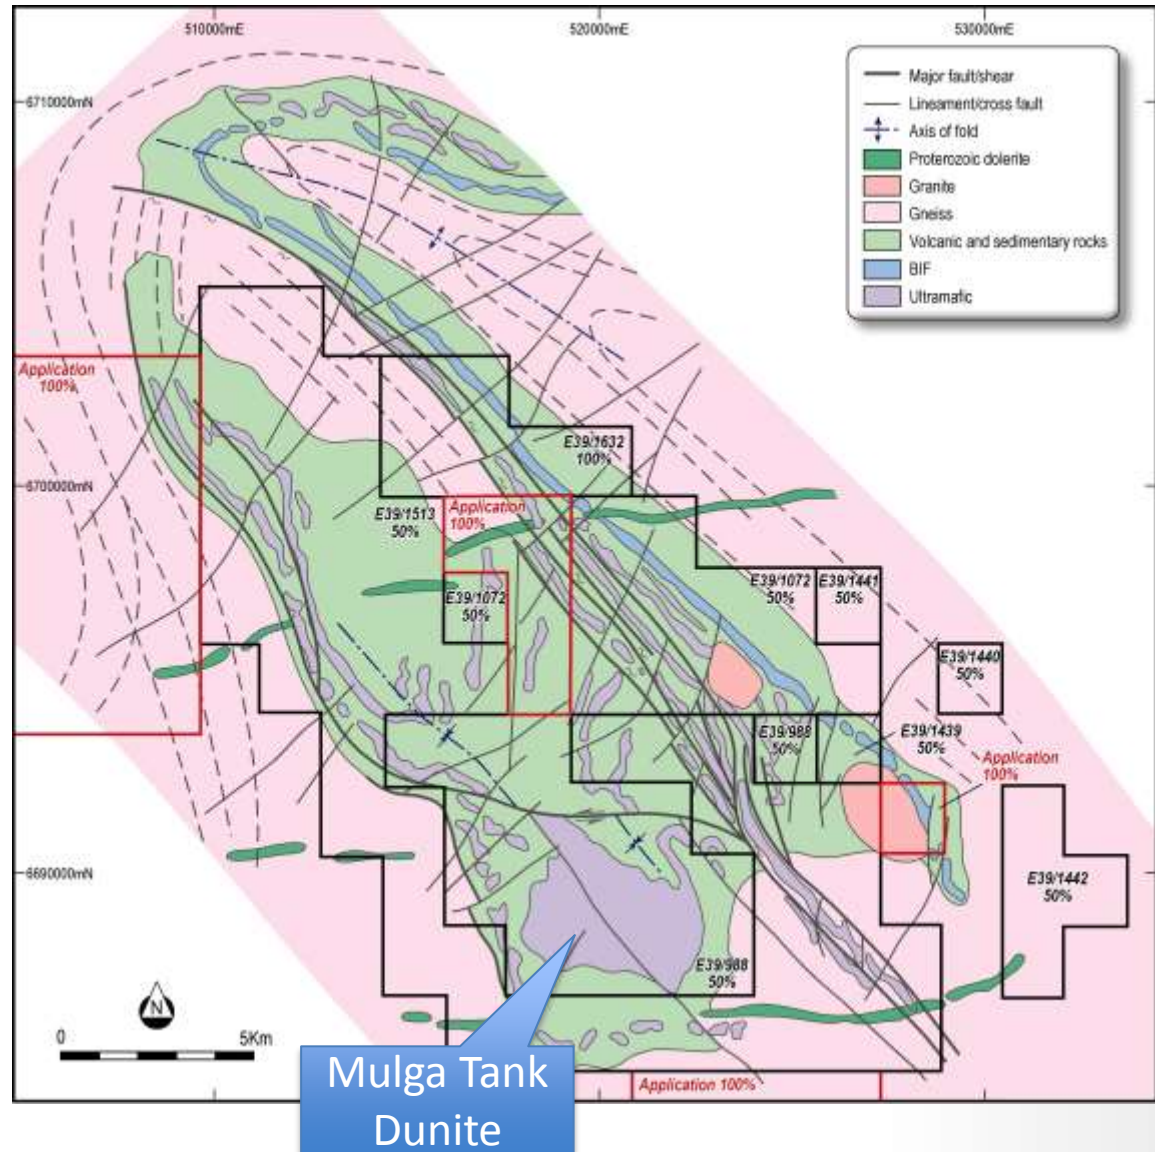 510000mE
520000mE
530000mE
6710000mN
6700000mN
6690000mN
Major fault/shear
Lineament/cross fault
Axis of fold
Proterozoic dolerite
Granite
Gneiss
Volcanic and sedimentary rocks
BIF
Ultramafic
Application
100%
E39/1632
100%
E39/1513
50%
Application
100%
E39/1072
50%
E39/1072
50%
E39/1441
50%
E39/1440
50%
E39/988
50%
E39/1439
50%
Application
100%
E39/1442
50%
E39/988
50%
N
0
5Km
Application 100%
Mulga Tank
Dunite